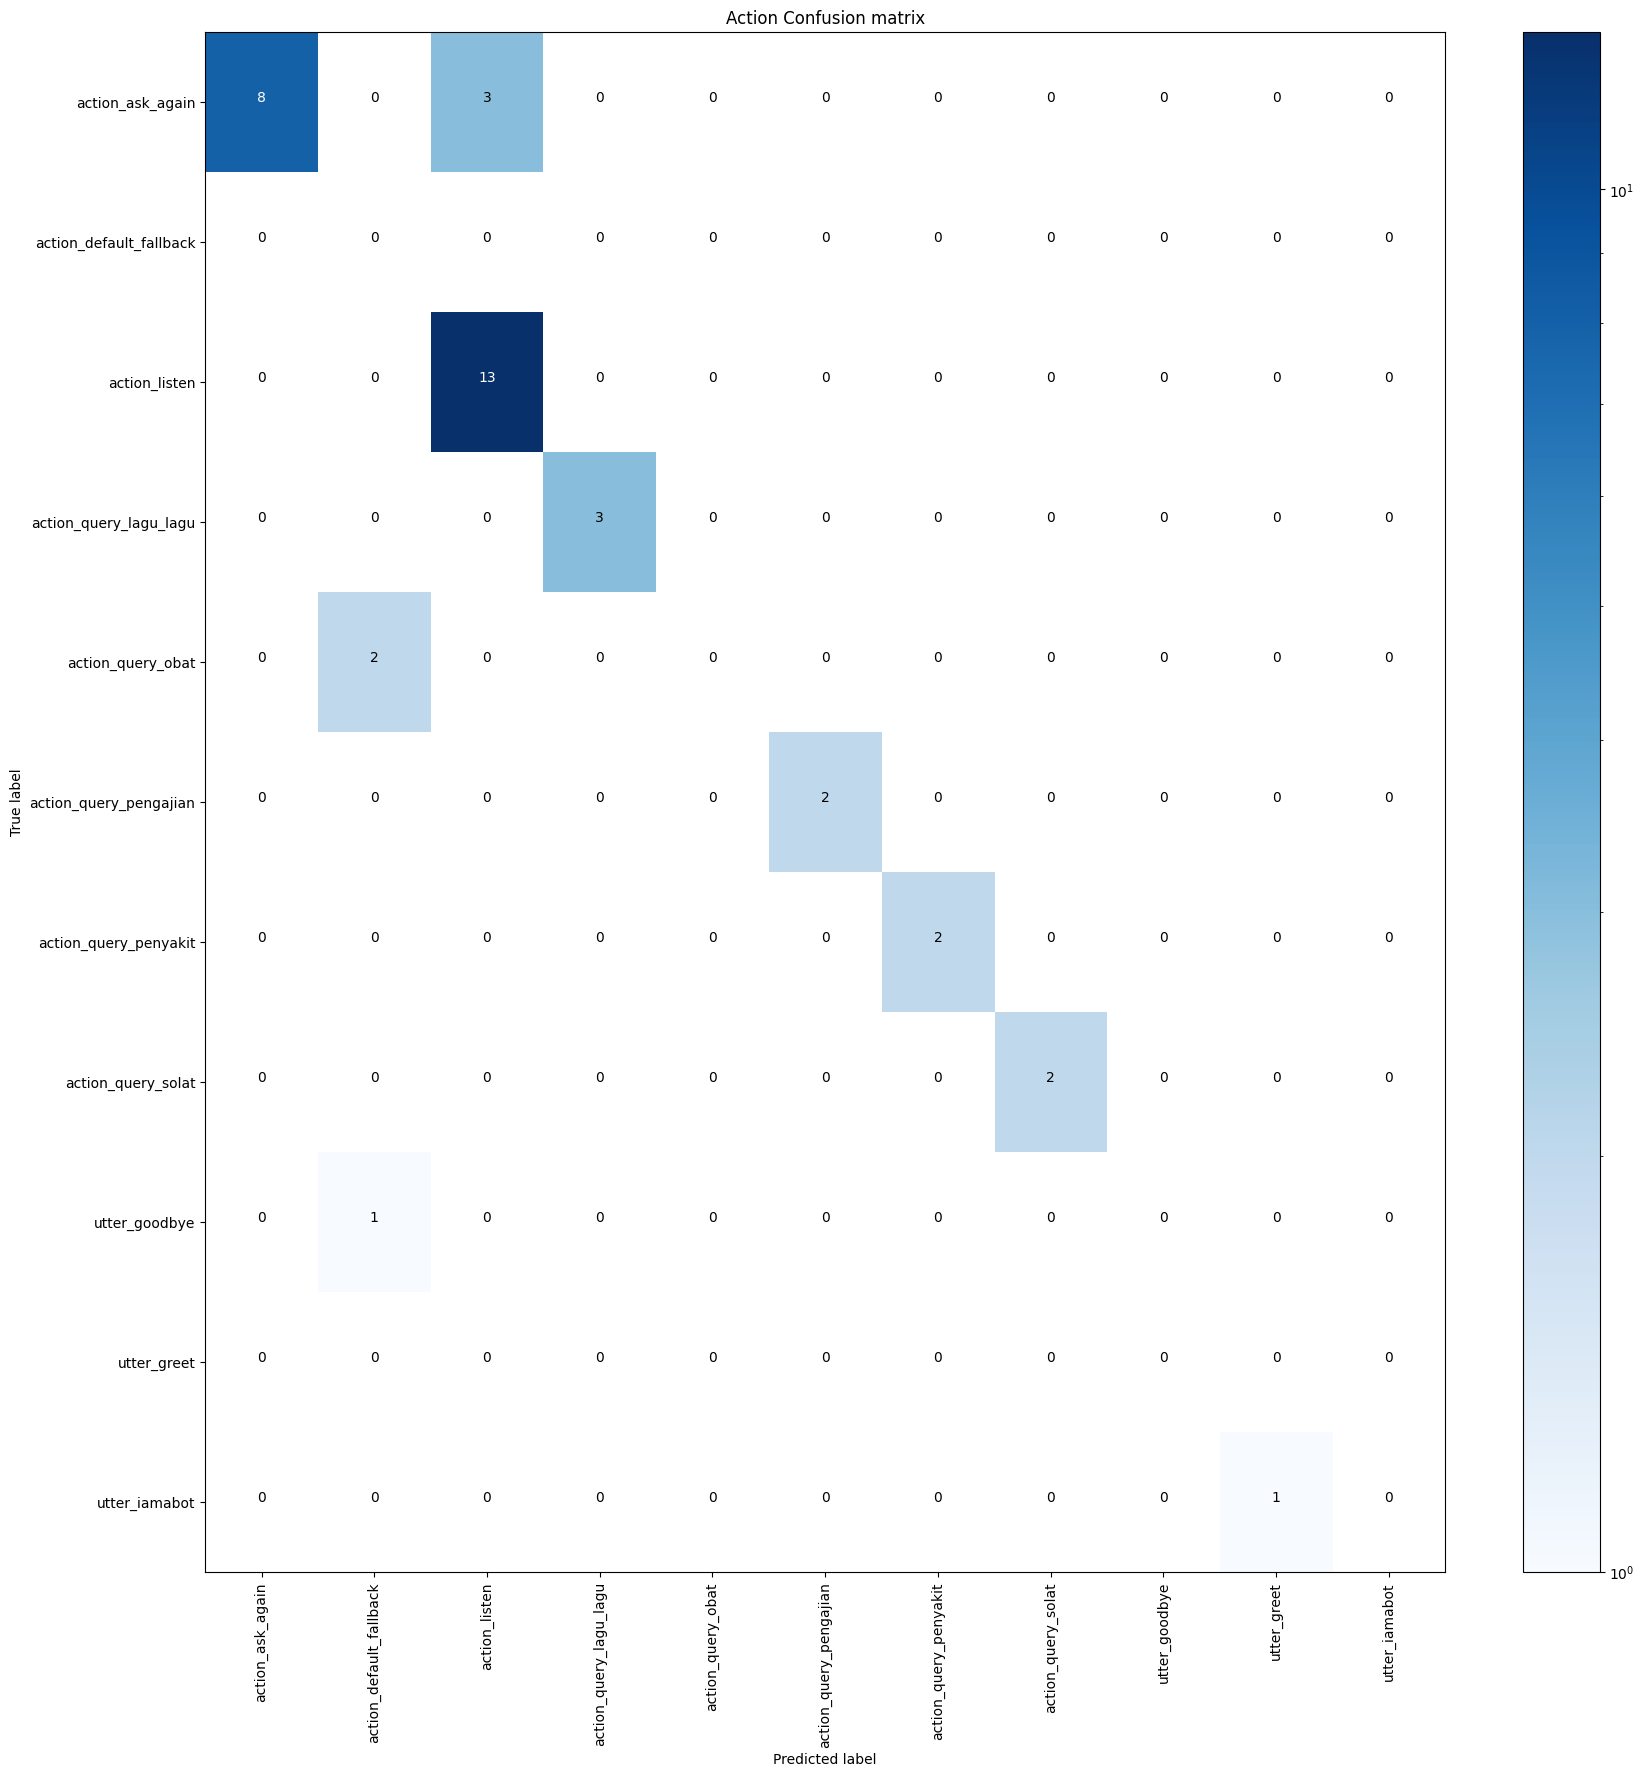 Action Confusion matrix
action_ask_again 8 0 3 0 0 0 0 0 0 0 0
action_default_fallback 0 0 0 0 0 0 0 0 0 0 0
action_listen 0 0 13 0 0 0 0 0 0 0 0
action_query_lagu_lagu 0 0 0 3 0 0 0 0 0 0 0
action_query_obat 0 2 0 0 0 0 0 0 0 0 0
action_query_pengajian 0 0 0 0 0 2 0 0 0 0 0
action_query_penyakit 0 0 0 0 0 0 2 0 0 0 0
action_query_solat 0 0 0 0 0 0 0 2 0 0 0
utter_goodbye 0 1 0 0 0 0 0 0 0 0 0
utter_greet 0 0 0 0 0 0 0 0 0 0 0
utter_iamabot 0 0 0 0 0 0 0 0 0 1 0
True label
action_ask_again
action_default_fallback
action_listen
action_query_lagu_lagu
action_query_obat
action_query_pengajian
action_query_penyakit
action_query_solat
utter_goodbye
utter_greet
utter_iamabot
Predicted label
10¹
10⁰